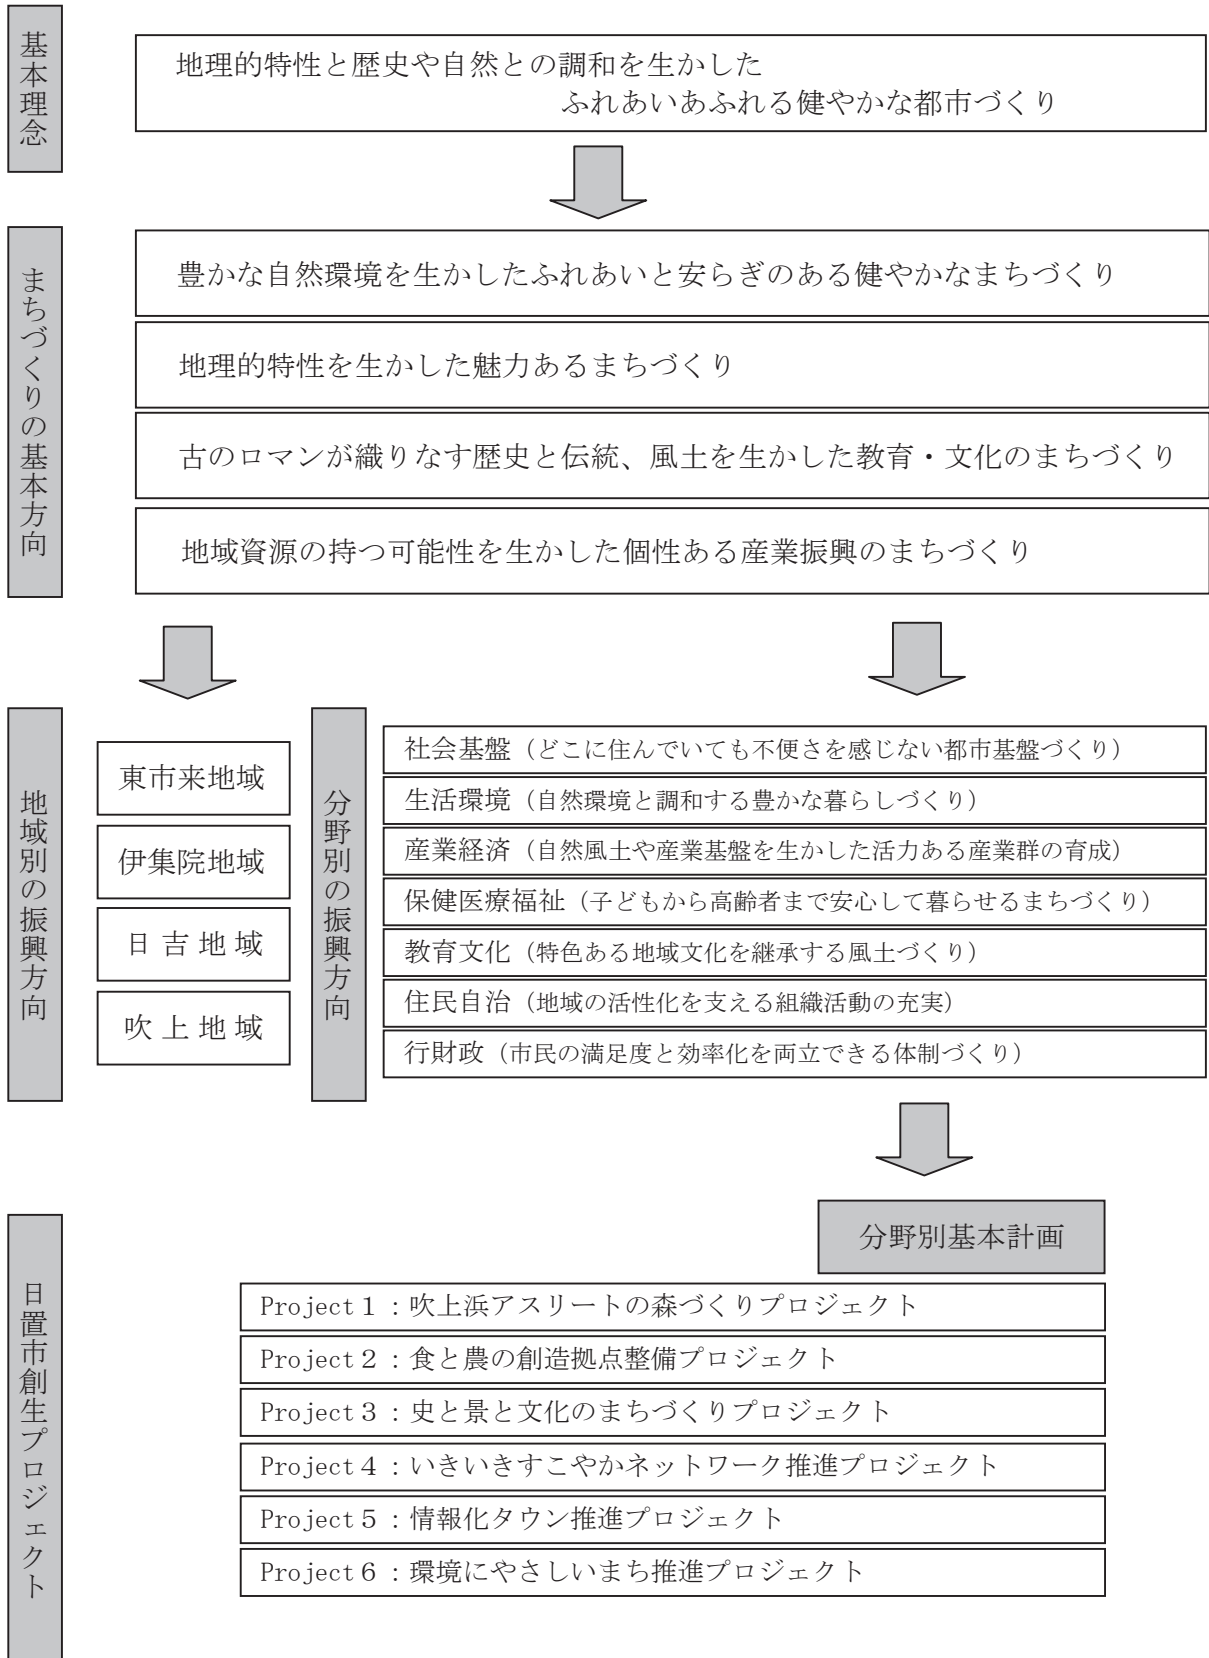 基本理念
地理的特性と歴史や自然との調和を生かした
ふれあいあふれる健やかな都市づくり
まちづくりの基本方向
豊かな自然環境を生かしたふれあいと安らぎのある健やかなまちづくり
地理的特性を生かした魅力あるまちづくり
古のロマンが織りなす歴史と伝統、風土を生かした教育・文化のまちづくり
地域資源の持つ可能性を生かした個性ある産業振興のまちづくり
地域別の振興方向
東市来地域
伊集院地域
日吉地域
吹上地域
分野別の振興方向
社会基盤（どこに住んでいても不便さを感じない都市基盤づくり）
生活環境（自然環境と調和する豊かな暮らしづくり）
産業経済（自然風土や産業基盤を生かした活力ある産業群の育成）
保健医療福祉（子どもから高齢者まで安心して暮らせるまちづくり）
教育文化（特色ある地域文化を継承する風土づくり）
住民自治（地域の活性化を支える組織活動の充実）
行財政（市民の満足度と効率化を両立できる体制づくり）
分野別基本計画
日置市創生プロジェクト
Project１：吹上浜アスリートの森づくりプロジェクト
Project２：食と農の創造拠点整備プロジェクト
Project３：史と景と文化のまちづくりプロジェクト
Project４：いきいきすこやかネットワーク推進プロジェクト
Project５：情報化タウン推進プロジェクト
Project６：環境にやさしいまち推進プロジェクト